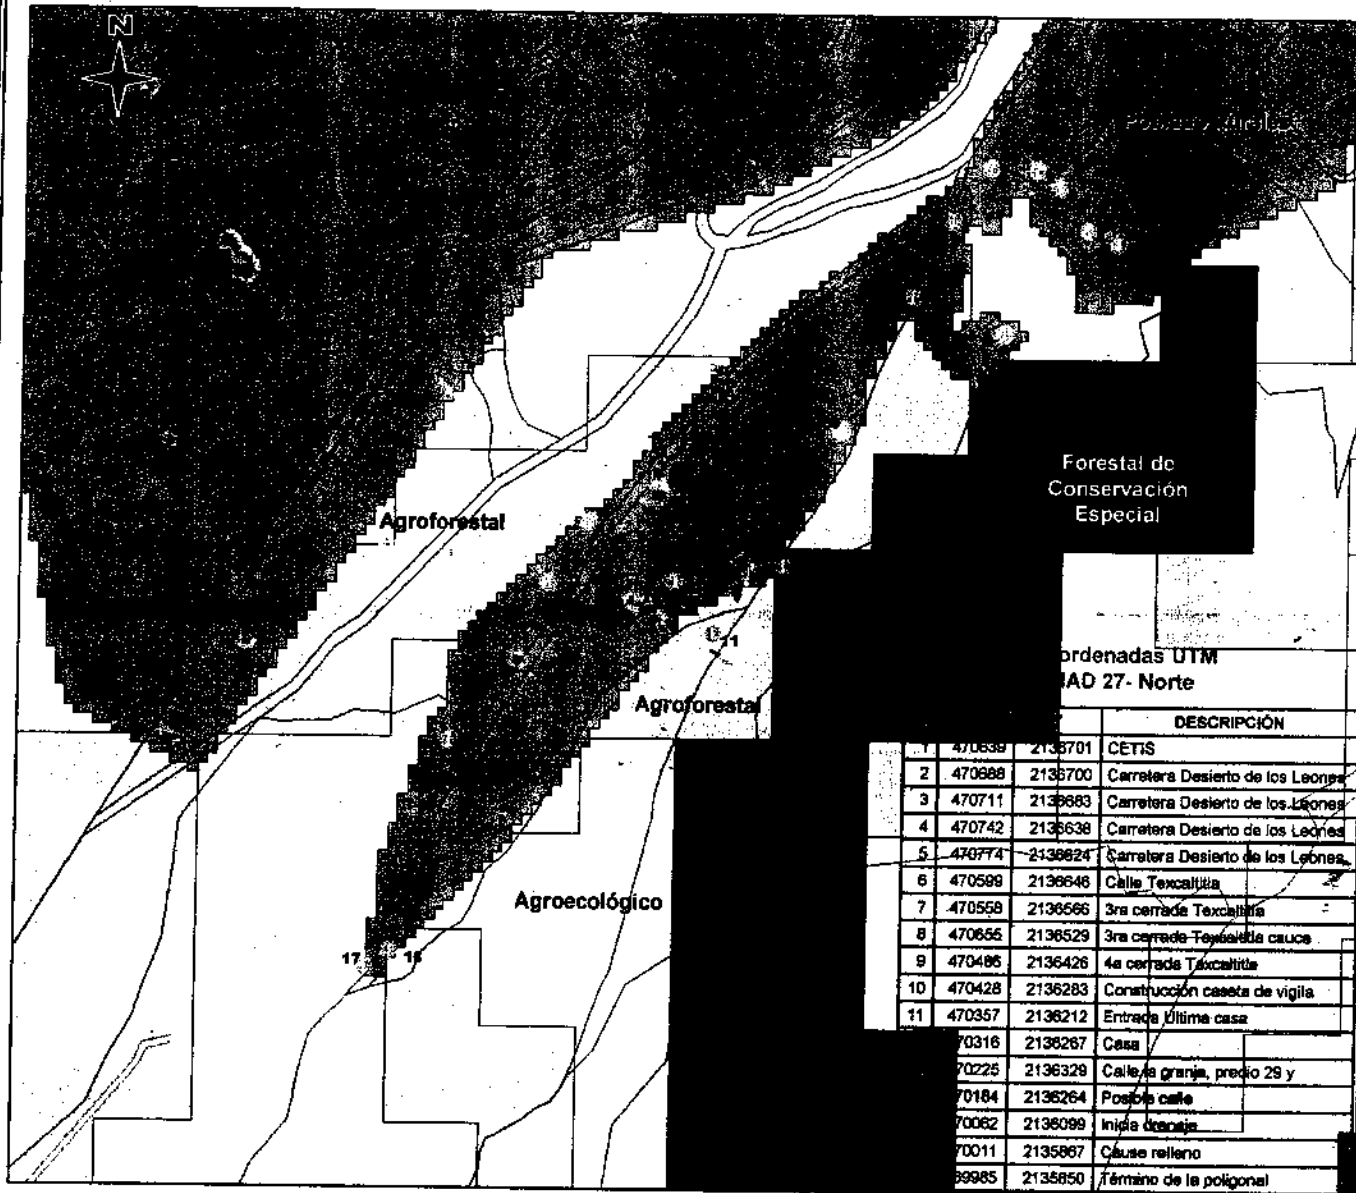 N
Poblado Rural
Forestal de
Conservación
Especial
Agroforestal
11
Agroforestal
Agroecológico
17 16
ordenadas UTM
NAD 27- Norte
DESCRIPCIÓN
1 470639 2136701 CETIS
2 470688 2136700 Carretera Desierto de los Leones
3 470711 2136683 Carretera Desierto de los Leones
4 470742 2136638 Carretera Desierto de los Leones
5 470774 2136624 Carretera Desierto de los Leones
6 470599 2136646 Calle Texcaltitla
7 470558 2136566 3ra cerrada Texcaltitla
8 470655 2136529 3ra cerrada Texcaltitla cauce
9 470486 2136426 4a cerrada Texcaltitla
10 470428 2136283 Construcción caseta de vigila
11 470357 2136212 Entrada Última casa
70316 2136267 Casa
70225 2136329 Calle la granja, predio 29 y
70184 2136264 Posible calle
70062 2136099 Inicia drenaje
70011 2135867 Cause relleno
69985 2135850 Término de la poligonal